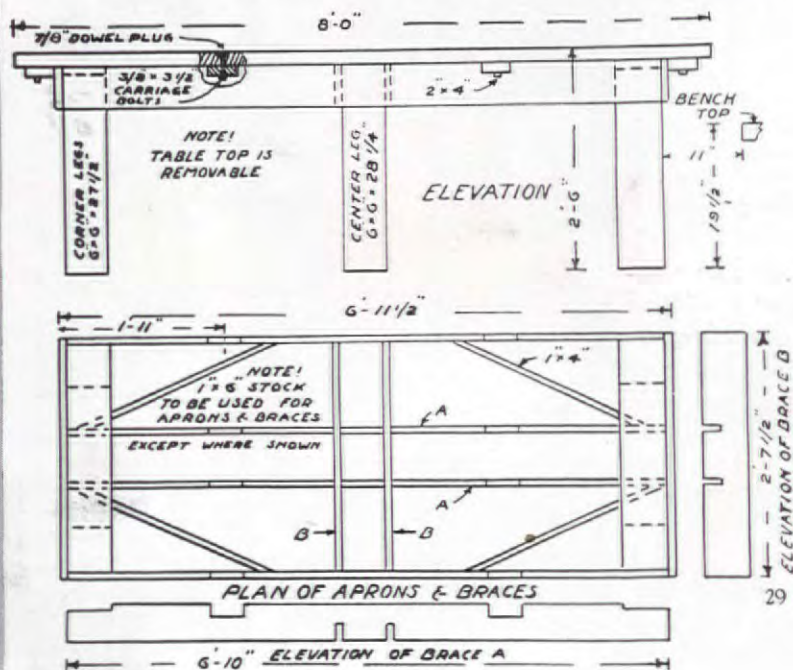 8'-0"
7/8" DOWEL PLUG
3/8" × 3 1/2"
CARRIAGE
BOLTS
2" × 4"
BENCH
TOP
NOTE!
TABLE TOP IS
REMOVABLE
CORNER LEGS
6" × 6" × 27 1/2"
CENTER LEG
6" × 6" × 28 1/4"
ELEVATION
2'-6"
11"
19 1/2"
6'-11 1/2"
1'-11"
NOTE!
1" × 6" STOCK
TO BE USED FOR
APRONS & BRACES
EXCEPT WHERE SHOWN
1" × 4"
A
A
B
B
2'-7 1/2"
ELEVATION OF BRACE B
PLAN OF APRONS & BRACES
29
6'-10" ELEVATION OF BRACE A